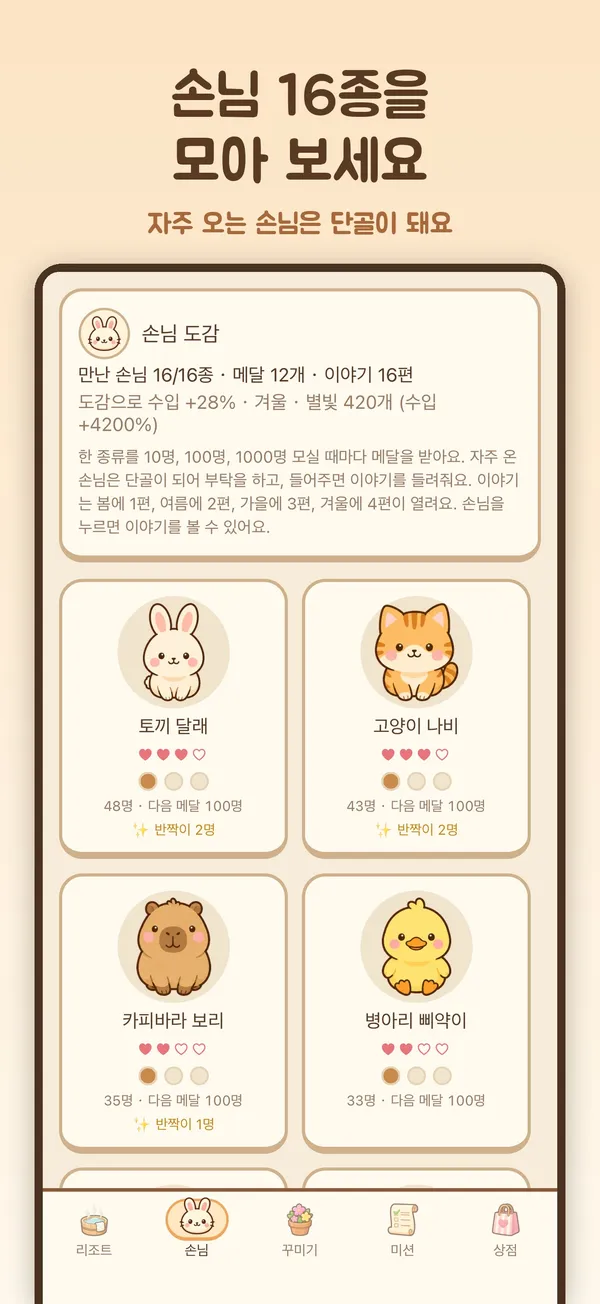 손님 16종을
모아 보세요
자주 오는 손님은 단골이 돼요
손님 도감
만난 손님 16/16종 · 메달 12개 · 이야기 16편
도감으로 수입 +28% · 겨울 · 별빛 420개 (수입
+4200%)
한 종류를 10명, 100명, 1000명 모실 때마다 메달을 받아요. 자주 온
손님은 단골이 되어 부탁을 하고, 들어주면 이야기를 들려줘요. 이야기
는 봄에 1편, 여름에 2편, 가을에 3편, 겨울에 4편이 열려요. 손님을
누르면 이야기를 볼 수 있어요.
토끼 달래
48명 · 다음 메달 100명
✨ 반짝이 2명
고양이 나비
43명 · 다음 메달 100명
✨ 반짝이 2명
카피바라 보리
35명 · 다음 메달 100명
✨ 반짝이 1명
병아리 삐약이
33명 · 다음 메달 100명
리조트
손님
꾸미기
미션
상점